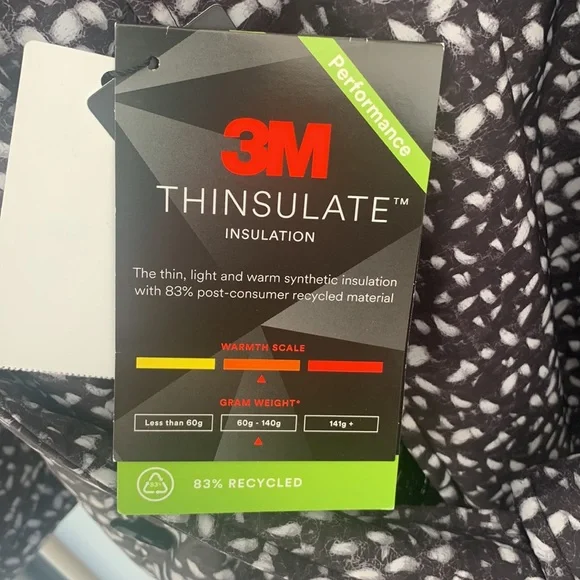 Performance
3M
THINSULATE™
INSULATION
The thin, light and warm synthetic insulation
with 83% post-consumer recycled material
WARMTH SCALE
GRAM WEIGHT*
Less than 60g 60g - 140g 141g +
83% RECYCLED